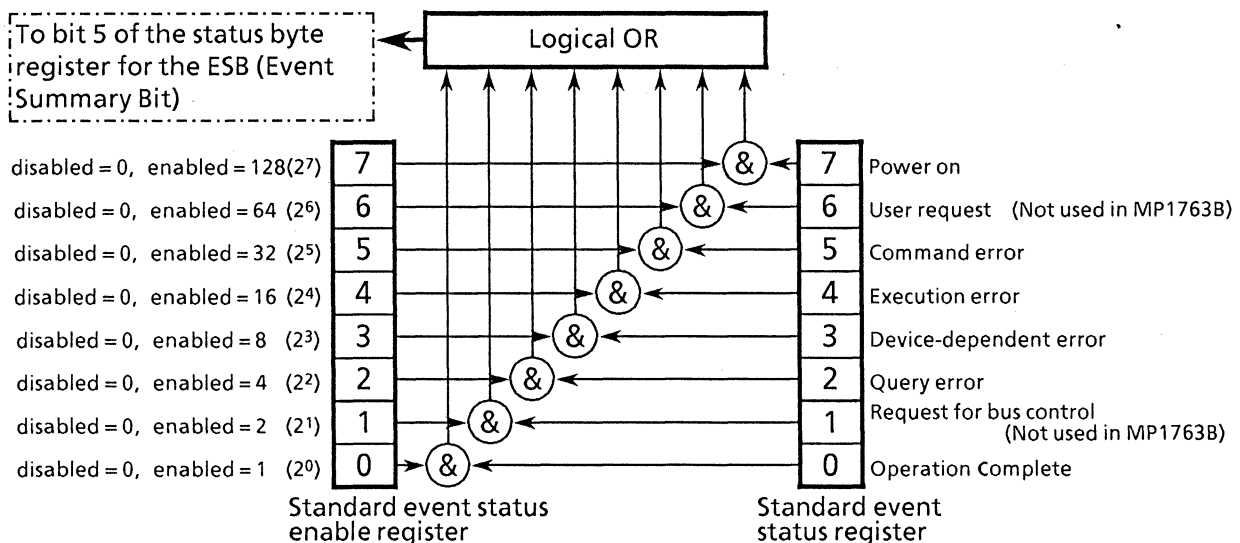 To bit 5 of the status byte
register for the ESB (Event
Summary Bit)
Logical OR
disabled = 0, enabled = 128(2⁷) 7 & 7 Power on
disabled = 0, enabled = 64 (2⁶) 6 & 6 User request (Not used in MP1763B)
disabled = 0, enabled = 32 (2⁵) 5 & 5 Command error
disabled = 0, enabled = 16 (2⁴) 4 & 4 Execution error
disabled = 0, enabled = 8 (2³) 3 & 3 Device-dependent error
disabled = 0, enabled = 4 (2²) 2 & 2 Query error
disabled = 0, enabled = 2 (2¹) 1 & 1 Request for bus control
(Not used in MP1763B)
disabled = 0, enabled = 1 (2⁰) 0 & 0 Operation Complete
Standard event status
enable register
Standard event
status register